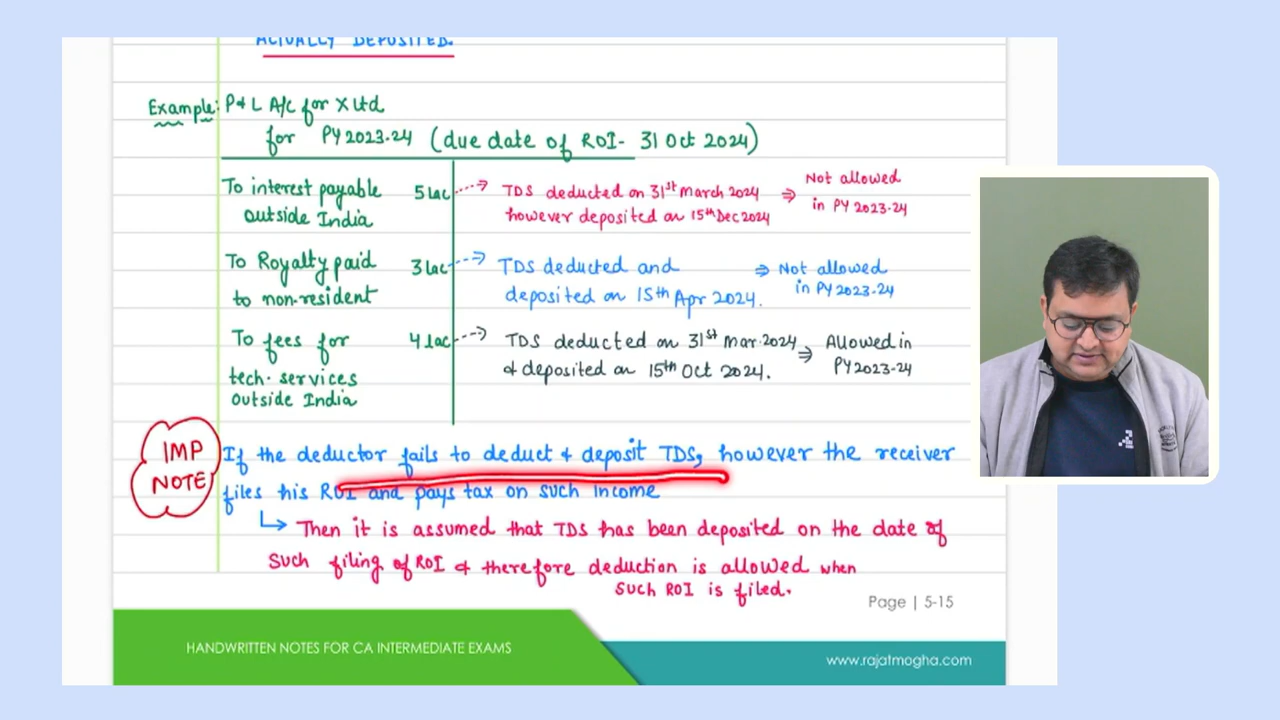 ACTUALLY DEPOSITED.
Example: P & L A/C for X Ltd
for PY 2023-24 (due date of ROI- 31 Oct 2024)
To interest payable 5 lac TDS deducted on 31st March 2024 ⇒ Not allowed
outside India however deposited on 15th Dec 2024 in PY 2023-24
To Royalty paid 3 lac TDS deducted and ⇒ Not allowed
to non-resident deposited on 15th Apr 2024. in PY 2023-24
To fees for 4 lac TDS deducted on 31st Mar. 2024 ⇒ Allowed in
tech. services & deposited on 15th Oct 2024. PY 2023-24
outside India
IMP NOTE
If the deductor fails to deduct & deposit TDS, however the receiver
files his ROI and pays tax on such income
↳ Then it is assumed that TDS has been deposited on the date of
such filing of ROI & therefore deduction is allowed when
such ROI is filed.
Page | 5-15
HANDWRITTEN NOTES FOR CA INTERMEDIATE EXAMS
www.rajatmogha.com